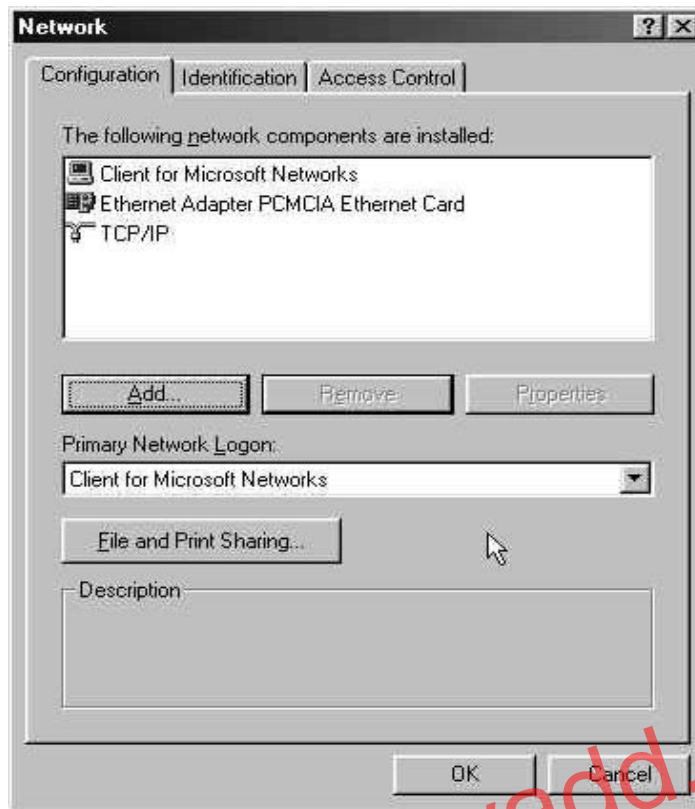 Network
Configuration Identification Access Control
The following network components are installed:
Client for Microsoft Networks
Ethernet Adapter PCMCIA Ethernet Card
TCP/IP
Add... Remove Properties
Primary Network Logon:
Client for Microsoft Networks
File and Print Sharing...
Description
OK Cancel